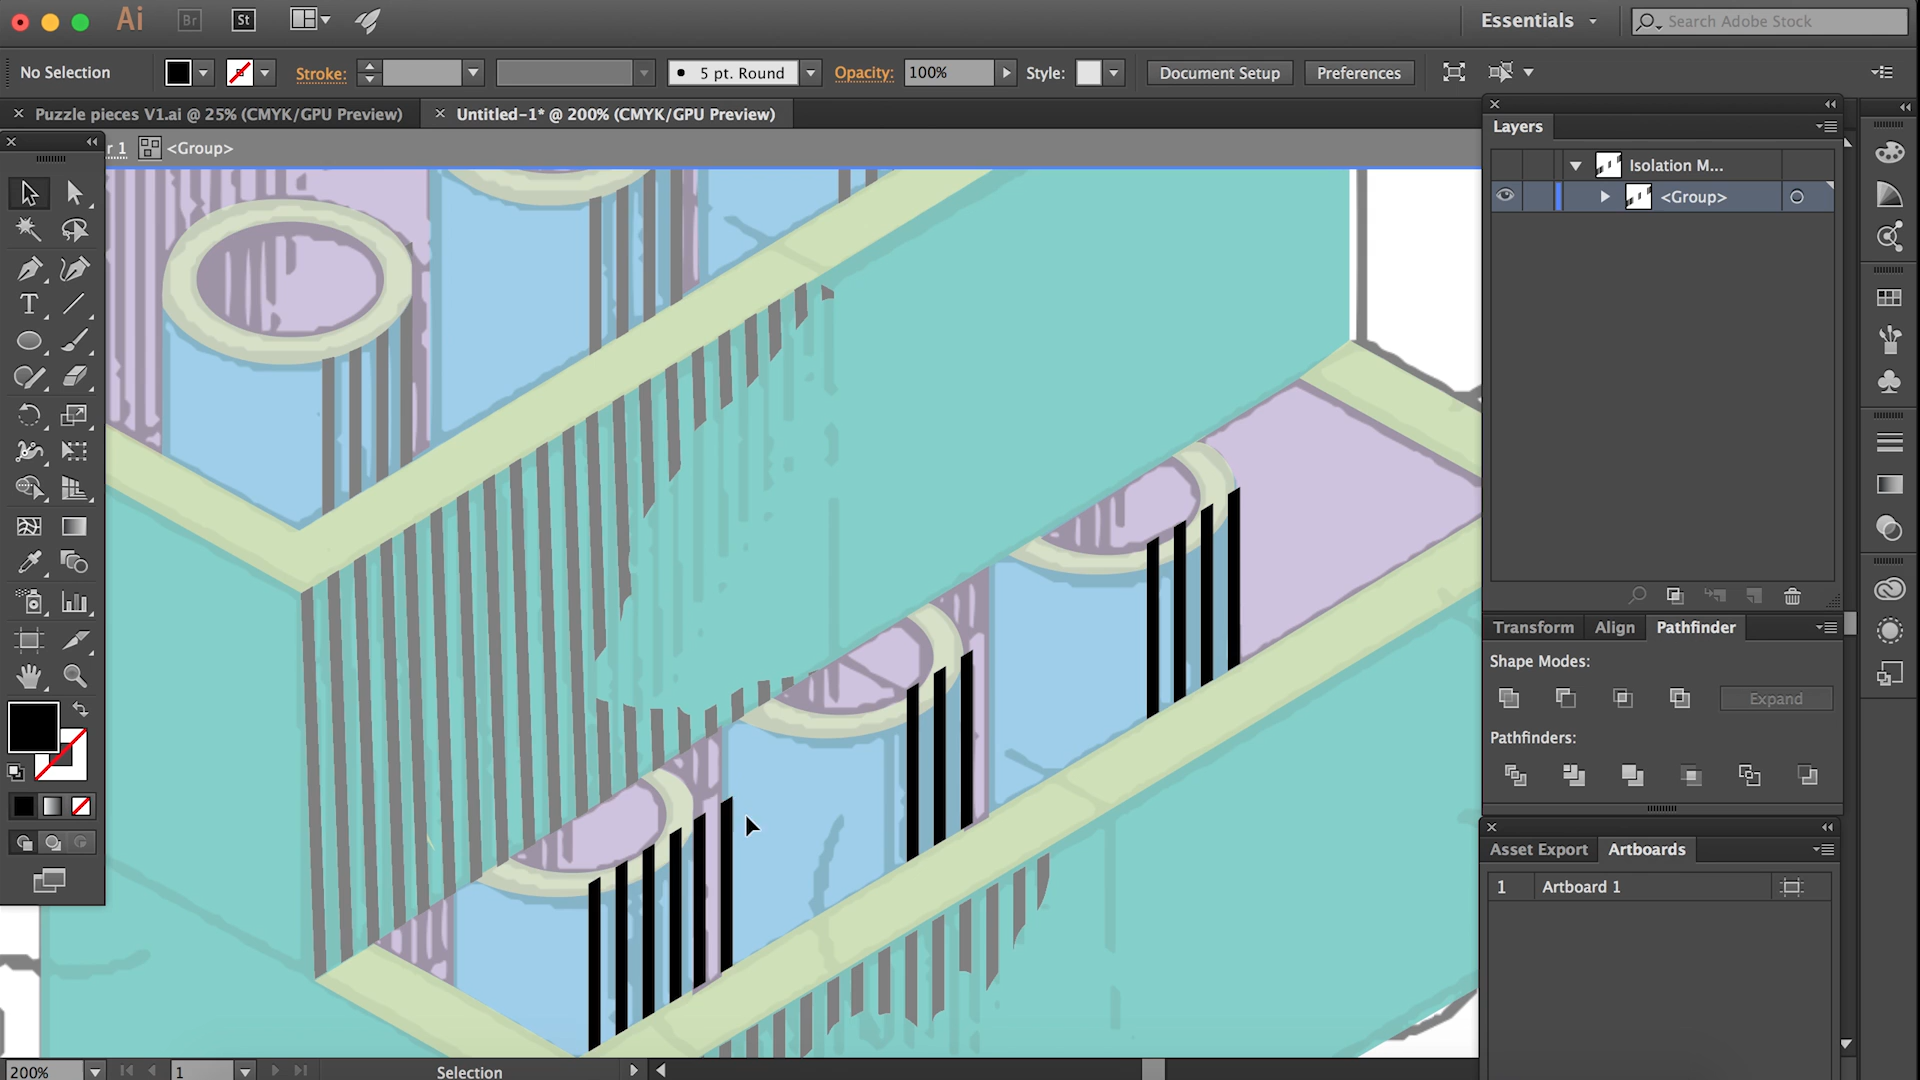 Ai Br St Essentials Search Adobe Stock
No Selection Stroke: 5 pt. Round Opacity: 100% Style: Document Setup Preferences
Puzzle pieces V1.ai @ 25% (CMYK/GPU Preview) Untitled-1* @ 200% (CMYK/GPU Preview)
r 1 <Group>
Layers
Isolation M...
<Group>
Transform Align Pathfinder
Shape Modes:
Expand
Pathfinders:
Asset Export Artboards
1 Artboard 1
200% 1 Selection